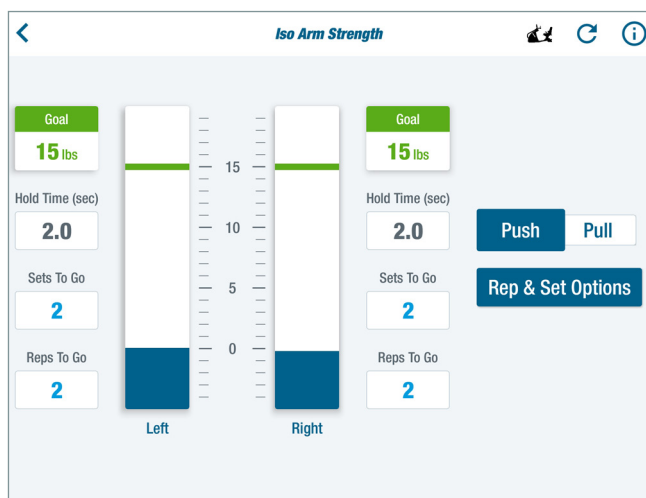 Iso Arm Strength
Goal
15 lbs
Hold Time (sec)
2.0
Sets To Go
2
Reps To Go
2
15
10
5
0
Left
Right
Goal
15 lbs
Hold Time (sec)
2.0
Sets To Go
2
Reps To Go
2
Push
Pull
Rep & Set Options